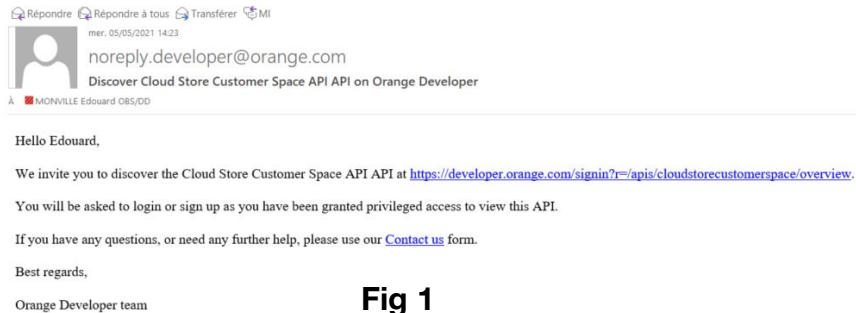 Répondre Répondre à tous Transférer MI
mer. 05/05/2021 14:23
noreply.developer@orange.com
Discover Cloud Store Customer Space API API on Orange Developer
À MONVILLE Edouard OBS/DD
Hello Edouard,
We invite you to discover the Cloud Store Customer Space API API at https://developer.orange.com/signin?r=/apis/cloudstorecustomerspace/overview.
You will be asked to login or sign up as you have been granted privileged access to view this API.
If you have any questions, or need any further help, please use our Contact us form.
Best regards,
Orange Developer team
Fig 1